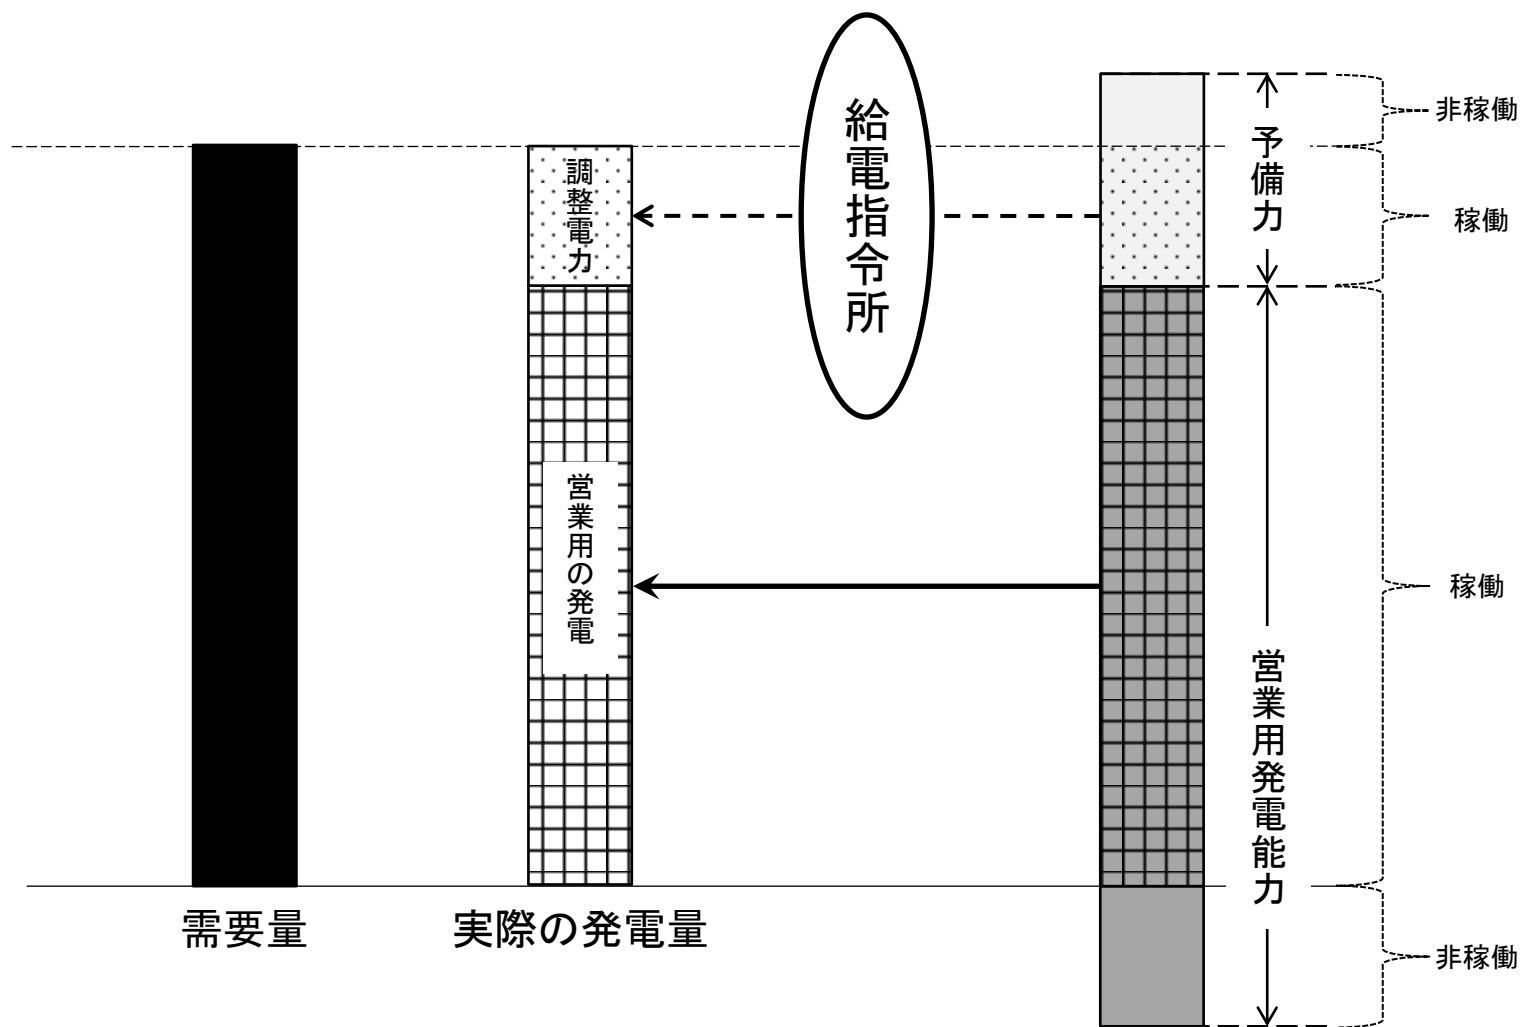 給電指令所
非稼働
予備力
調整電力
稼働
営業用の発電
稼働
営業用発電能力
需要量
実際の発電量
非稼働